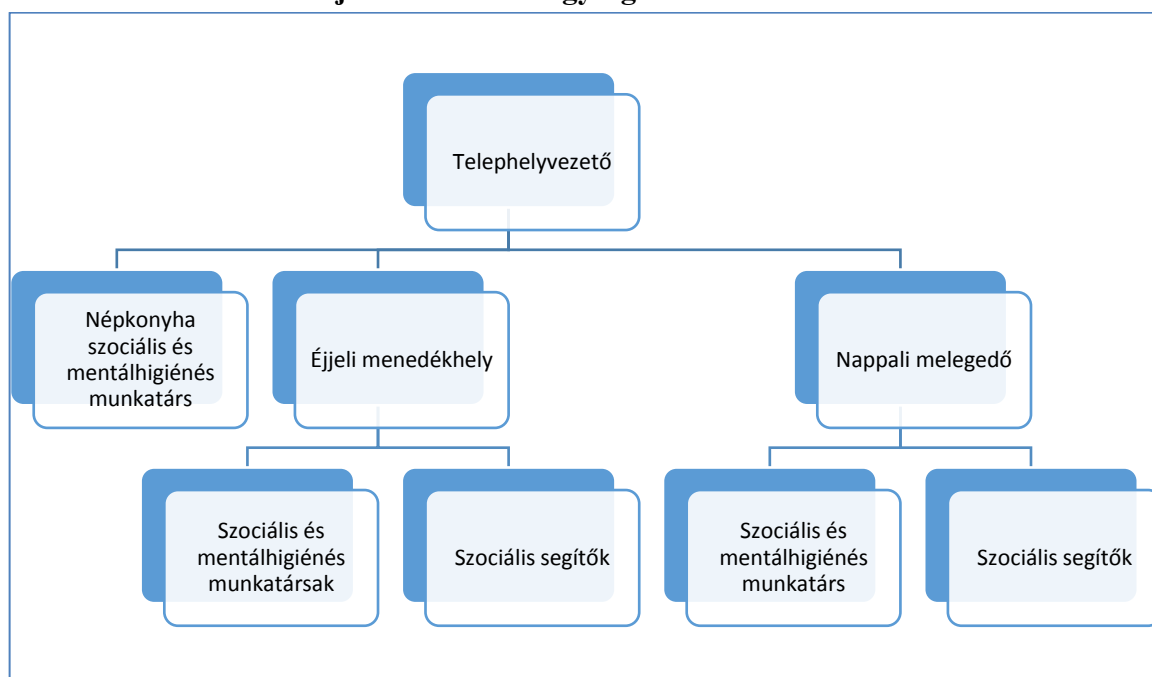 Telephelyvezető
Népkonyha
szociális és
mentálhigiénés
munkatárs
Éjjeli menedékhely
Nappali melegedő
Szociális és
mentálhigiénés
munkatársak
Szociális segítők
Szociális és
mentálhigiénés
munkatárs
Szociális segítők